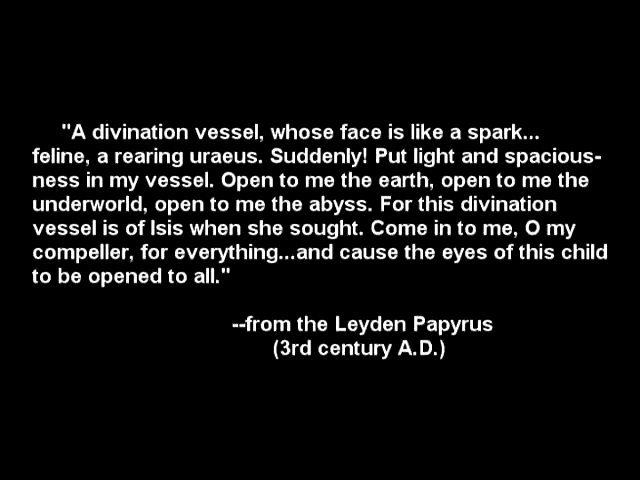 "A divination vessel, whose face is like a spark...
feline, a rearing uraeus. Suddenly! Put light and spacious-
ness in my vessel. Open to me the earth, open to me the
underworld, open to me the abyss. For this divination
vessel is of Isis when she sought. Come in to me, O my
compeller, for everything...and cause the eyes of this child
to be opened to all."
--from the Leyden Papyrus
(3rd century A.D.)